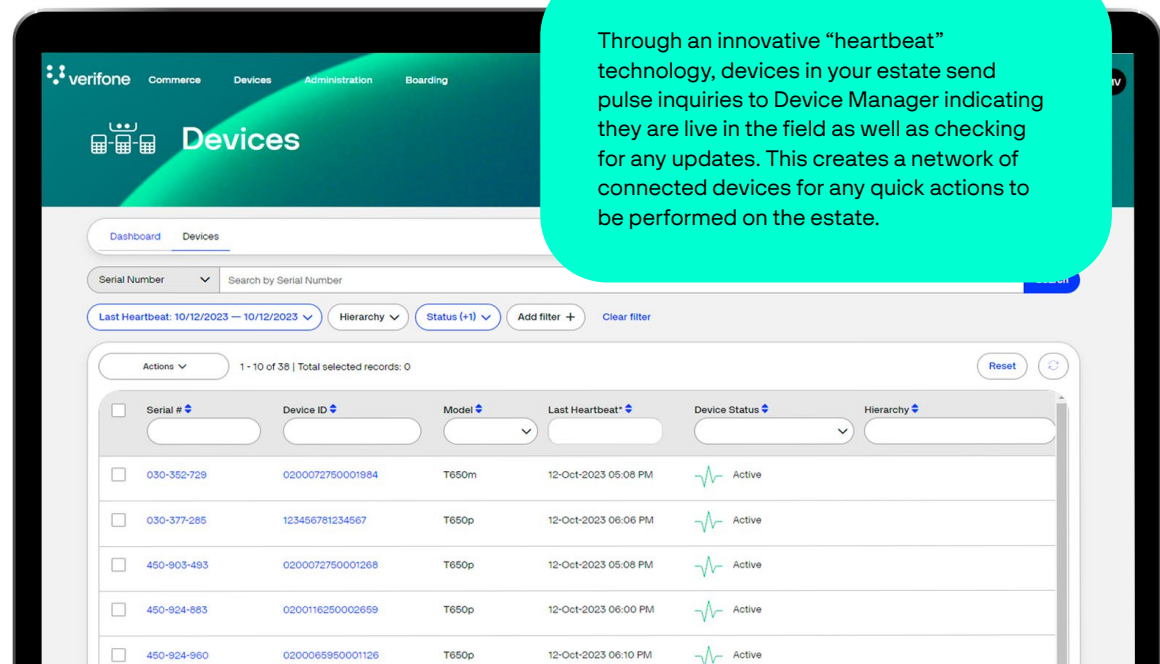 Through an innovative “heartbeat”
technology, devices in your estate send
pulse inquiries to Device Manager indicating
they are live in the field as well as checking
for any updates. This creates a network of
connected devices for any quick actions to
be performed on the estate.
verifone Commerce Devices Administration Boarding
Devices
Dashboard Devices
Serial Number Search by Serial Number
Last Heartbeat: 10/12/2023 — 10/12/2023 Hierarchy Status (+1) Add filter + Clear filter
Actions 1 - 10 of 38 | Total selected records: 0 Reset
Serial # Device ID Model Last Heartbeat* Device Status Hierarchy
030-352-729 0200072750001984 T650m 12-Oct-2023 05:08 PM Active
030-377-285 123456781234567 T650p 12-Oct-2023 06:06 PM Active
450-903-493 0200072750001268 T650p 12-Oct-2023 05:08 PM Active
450-924-883 0200116250002659 T650p 12-Oct-2023 06:00 PM Active
450-924-960 0200065950001126 T650p 12-Oct-2023 06:10 PM Active